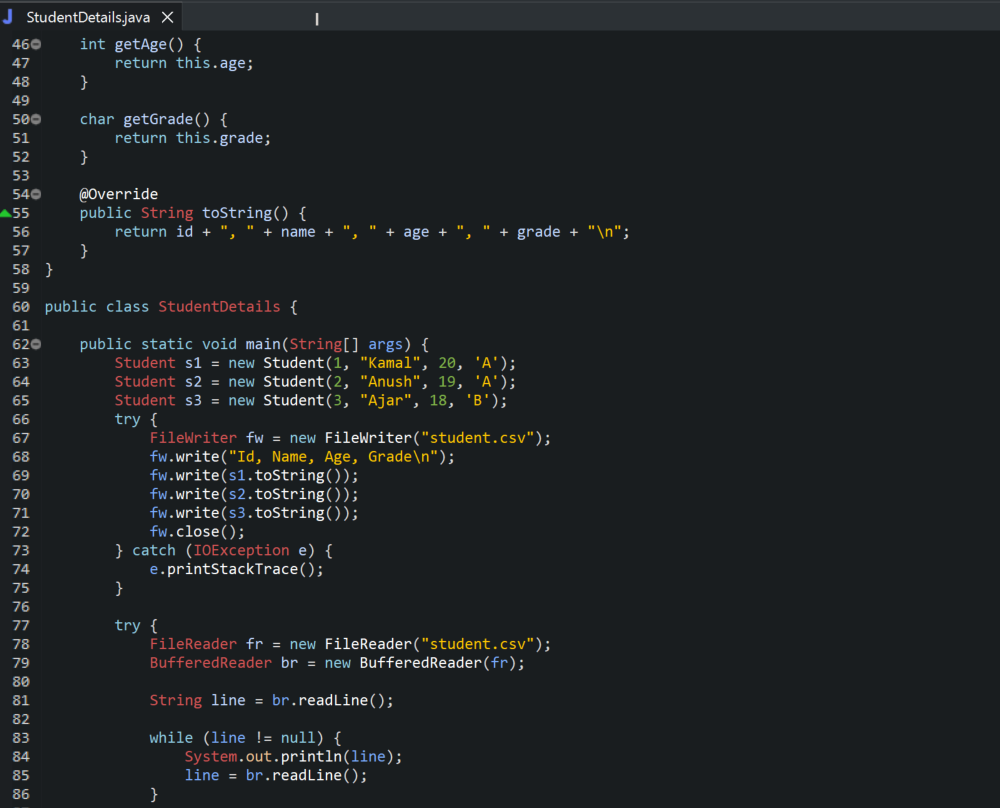 StudentDetails.java
46 int getAge() {
47 return this.age;
48 }
49
50 char getGrade() {
51 return this.grade;
52 }
53
54 @Override
55 public String toString() {
56 return id + ", " + name + ", " + age + ", " + grade + "\n";
57 }
58 }
59
60 public class StudentDetails {
61
62 public static void main(String[] args) {
63 Student s1 = new Student(1, "Kamal", 20, 'A');
64 Student s2 = new Student(2, "Anush", 19, 'A');
65 Student s3 = new Student(3, "Ajar", 18, 'B');
66 try {
67 FileWriter fw = new FileWriter("student.csv");
68 fw.write("Id, Name, Age, Grade\n");
69 fw.write(s1.toString());
70 fw.write(s2.toString());
71 fw.write(s3.toString());
72 fw.close();
73 } catch (IOException e) {
74 e.printStackTrace();
75 }
76
77 try {
78 FileReader fr = new FileReader("student.csv");
79 BufferedReader br = new BufferedReader(fr);
80
81 String line = br.readLine();
82
83 while (line != null) {
84 System.out.println(line);
85 line = br.readLine();
86 }